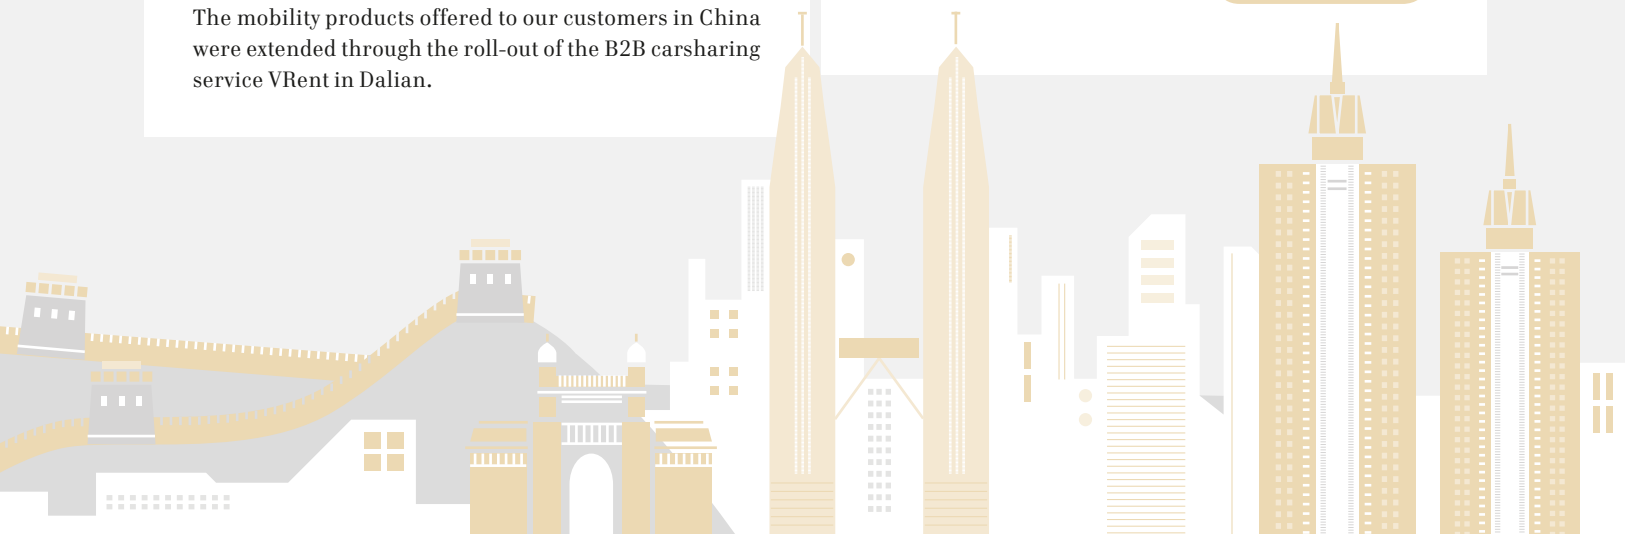 The mobility products offered to our customers in China
were extended through the roll-out of the B2B carsharing
service VRent in Dalian.